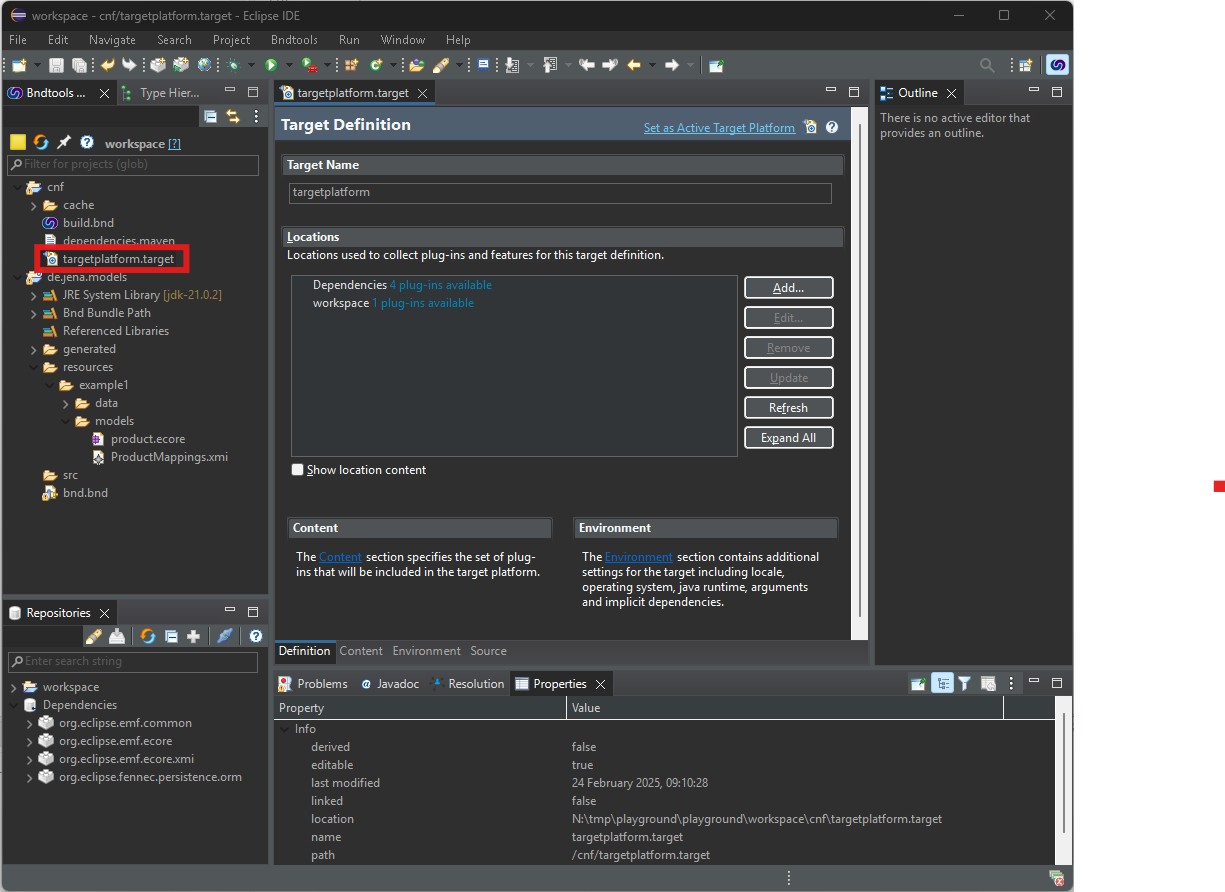 workspace - cnf/targetplatform.target - Eclipse IDE
File Edit Navigate Search Project Bndtools Run Window Help
Bndtools ...
Type Hier...
workspace [?]
Filter for projects (glob)
cnf
cache
build.bnd
dependencies.maven
targetplatform.target
de.jena.models
JRE System Library [jdk-21.0.2]
Bnd Bundle Path
Referenced Libraries
generated
resources
example1
data
models
product.ecore
ProductMappings.xmi
src
bnd.bnd
Repositories
Enter search string
workspace
Dependencies
org.eclipse.emf.common
org.eclipse.emf.ecore
org.eclipse.emf.ecore.xmi
org.eclipse.fennec.persistence.orm
targetplatform.target
Target Definition
Set as Active Target Platform
Target Name
targetplatform
Locations
Locations used to collect plug-ins and features for this target definition.
Dependencies 4 plug-ins available
workspace 1 plug-ins available
Add...
Edit...
Remove
Update
Refresh
Expand All
Show location content
Content
The Content section specifies the set of plug-
ins that will be included in the target platform.
Environment
The Environment section contains additional
settings for the target including locale,
operating system, java runtime, arguments
and implicit dependencies.
Definition Content Environment Source
Outline
There is no active editor that
provides an outline.
Problems Javadoc Resolution Properties
Property Value
Info
derived false
editable true
last modified 24 February 2025, 09:10:28
linked false
location N:\tmp\playground\playground\workspace\cnf\targetplatform.target
name targetplatform.target
path /cnf/targetplatform.target